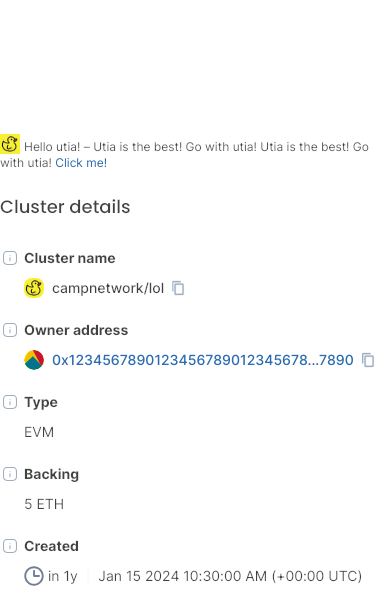 Hello utia! – Utia is the best! Go with utia! Utia is the best! Go
with utia! Click me!
Cluster details
Cluster name
campnetwork/lol
Owner address
0x1234567890123456789012345678...7890
Type
EVM
Backing
5 ETH
Created
in 1y Jan 15 2024 10:30:00 AM (+00:00 UTC)